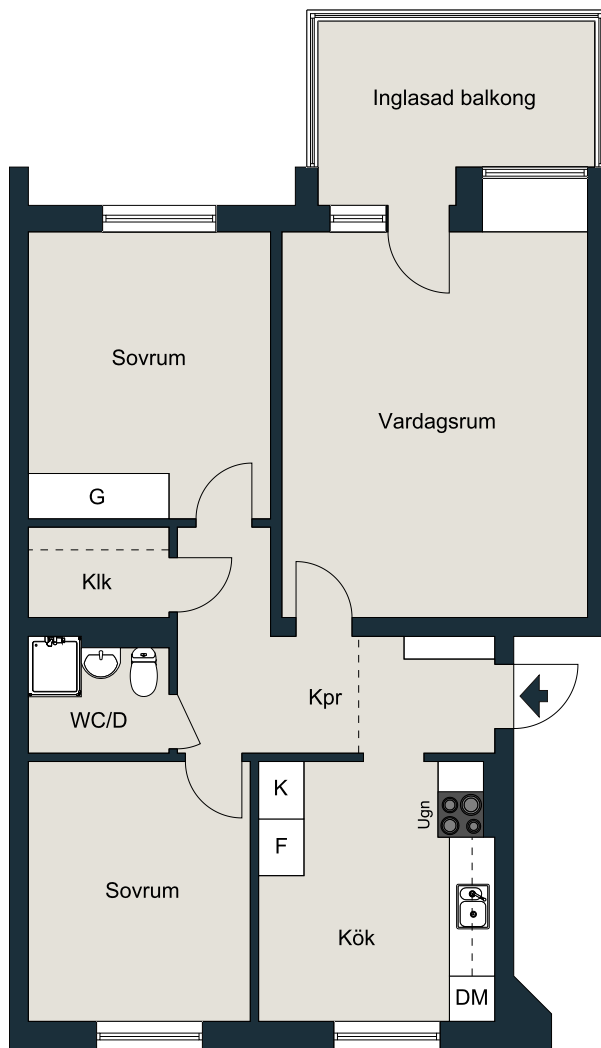 Inglasad balkong
Sovrum
Vardagsrum
G
Klk
Kpr
WC/D
K
Ugn
F
Sovrum
Kök
DM